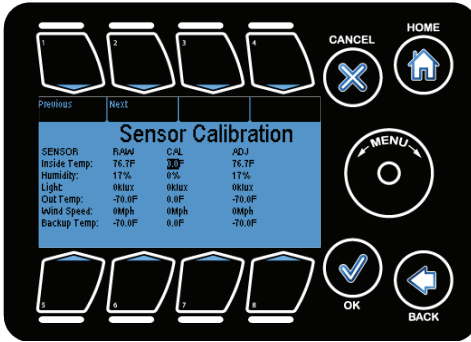 HOME
CANCEL
1
2
3
4
Previous Next
Sensor Calibration
SENSOR RAW CAL ADJ
Inside Temp: 76.7F 0.0F 76.7F
Humidity: 17% 0% 17%
Light: 0klux 0klux 0klux
Out Temp: -70.0F 0.0F -70.0F
Wind Speed: 0Mph 0Mph 0Mph
Backup Temp: -70.0F 0.0F -70.0F
MENU
5
6
7
8
OK
BACK